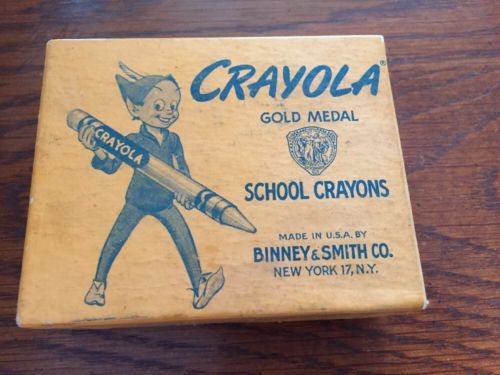 CRAYOLA®
GOLD MEDAL
CRAYOLA
SCHOOL CRAYONS
MADE IN U.S.A. BY
BINNEY & SMITH CO.
NEW YORK 17, N.Y.